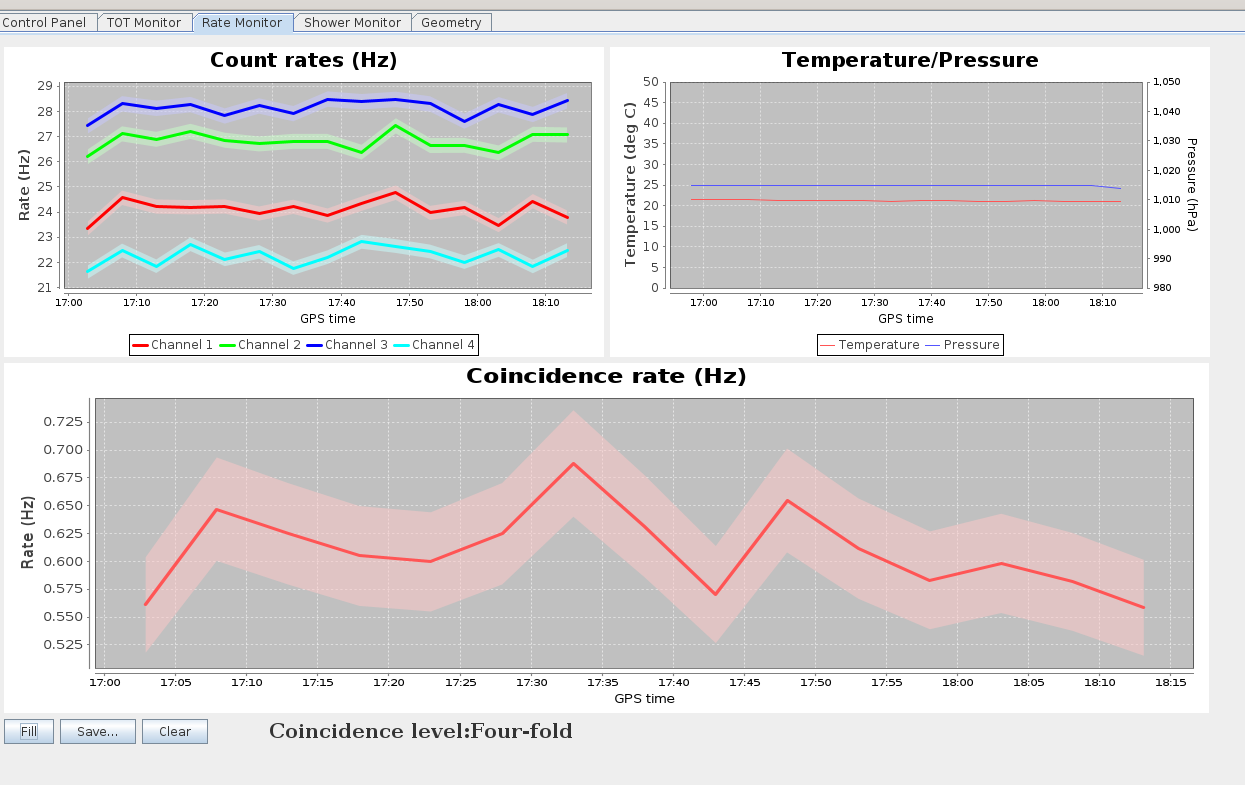 Control Panel TOT Monitor Rate Monitor Shower Monitor Geometry
Count rates (Hz)
29
28
27
26
25
24
23
22
21
Rate (Hz)
17:00 17:10 17:20 17:30 17:40 17:50 18:00 18:10
GPS time
Channel 1 Channel 2 Channel 3 Channel 4
Temperature/Pressure
50
45
40
35
30
25
20
15
10
5
0
Temperature (deg C)
1,050
1,040
1,030
1,020
1,010
1,000
990
980
Pressure (hPa)
17:00 17:10 17:20 17:30 17:40 17:50 18:00 18:10
GPS time
Temperature Pressure
Coincidence rate (Hz)
0.725
0.700
0.675
0.650
0.625
0.600
0.575
0.550
0.525
Rate (Hz)
17:00 17:05 17:10 17:15 17:20 17:25 17:30 17:35 17:40 17:45 17:50 17:55 18:00 18:05 18:10 18:15
GPS time
Fill Save... Clear Coincidence level:Four-fold